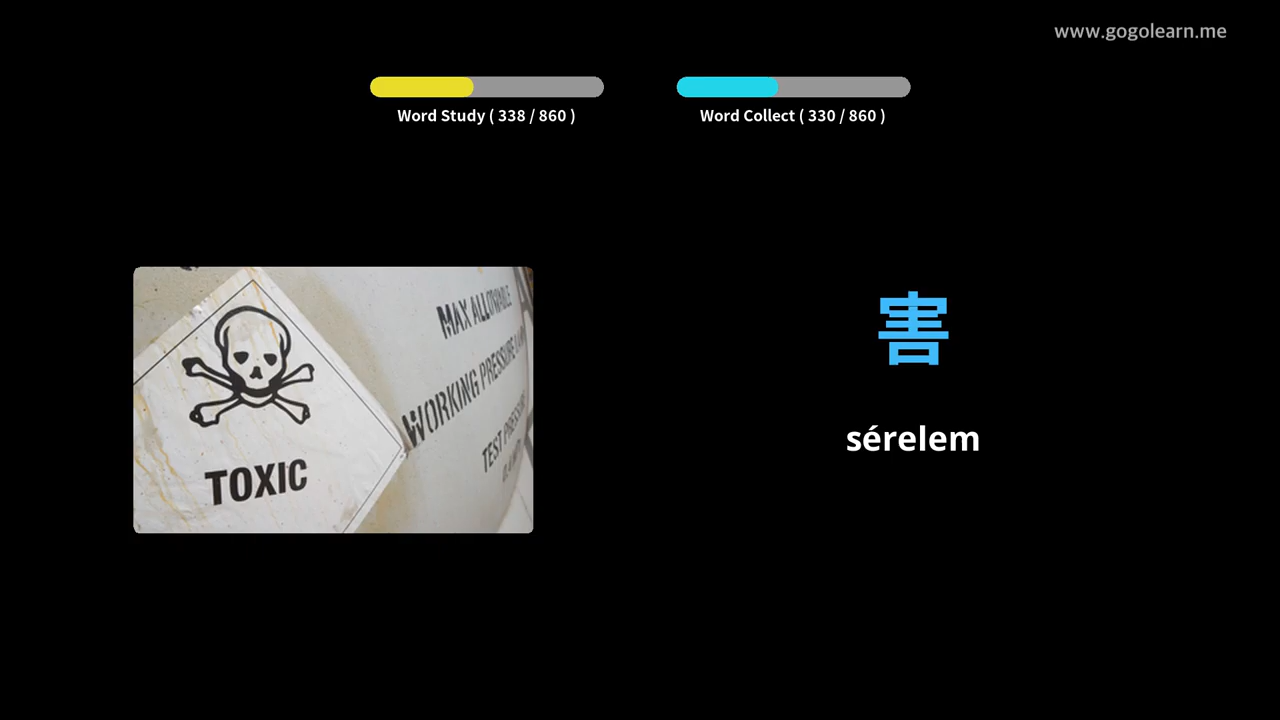 www.gogolearn.me
Word Study ( 338 / 860 )
Word Collect ( 330 / 860 )
MAX ALLOWABLE
WORKING PRESSURE
TEST PRESSURE
TOXIC
害
sérelem